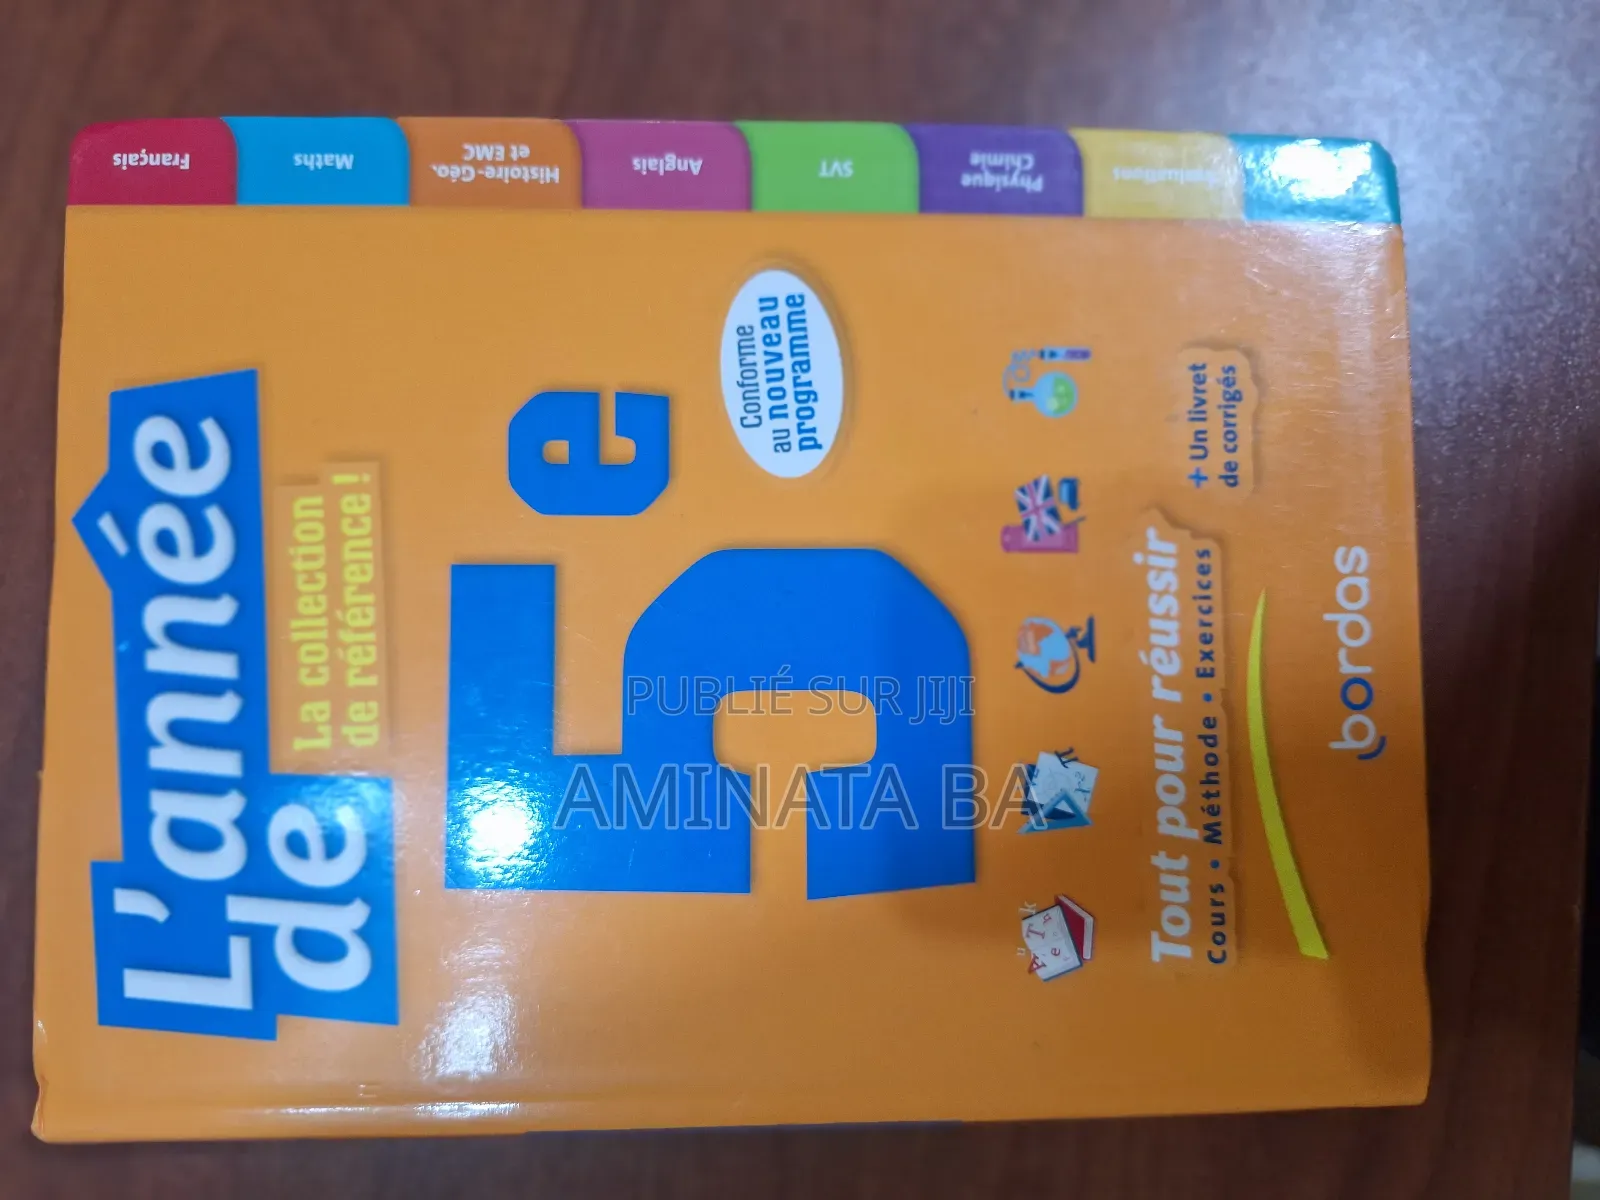 L'année
de
La collection
de référence !
5e
Conforme
au nouveau
programme
Tout pour réussir
Cours • Méthode • Exercices
+ Un livret
de corrigés
bordas
Français
Maths
Histoire-Géo.
et EMC
Anglais
SVT
Physique
Chimie
PUBLIÉ SUR JIJI
AMINATA BA